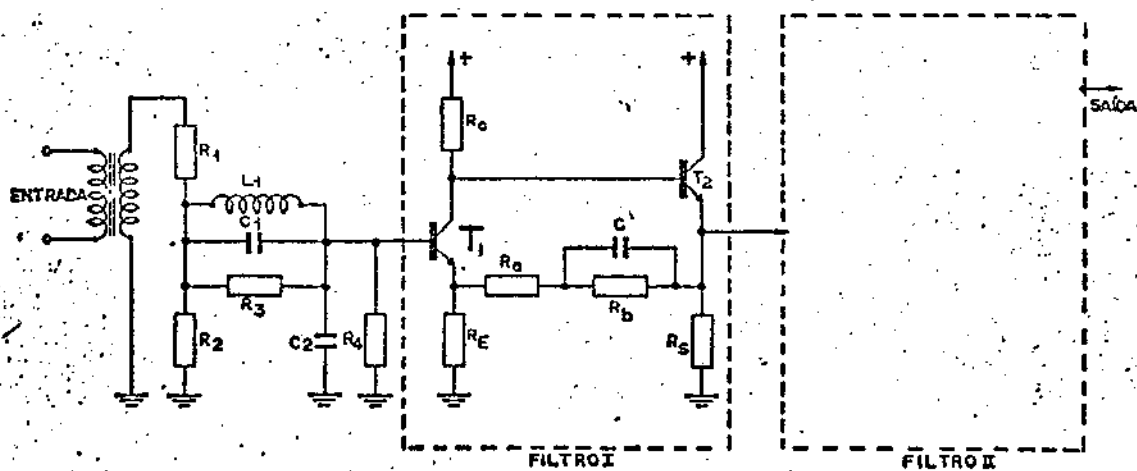 ENTRADA
R1
L1
C1
R3
R2
C2
R4
Rc
T1
RE
Ra
C'
Rb
T2
RS
+
+
SAÍDA
FILTRO I
FILTRO II